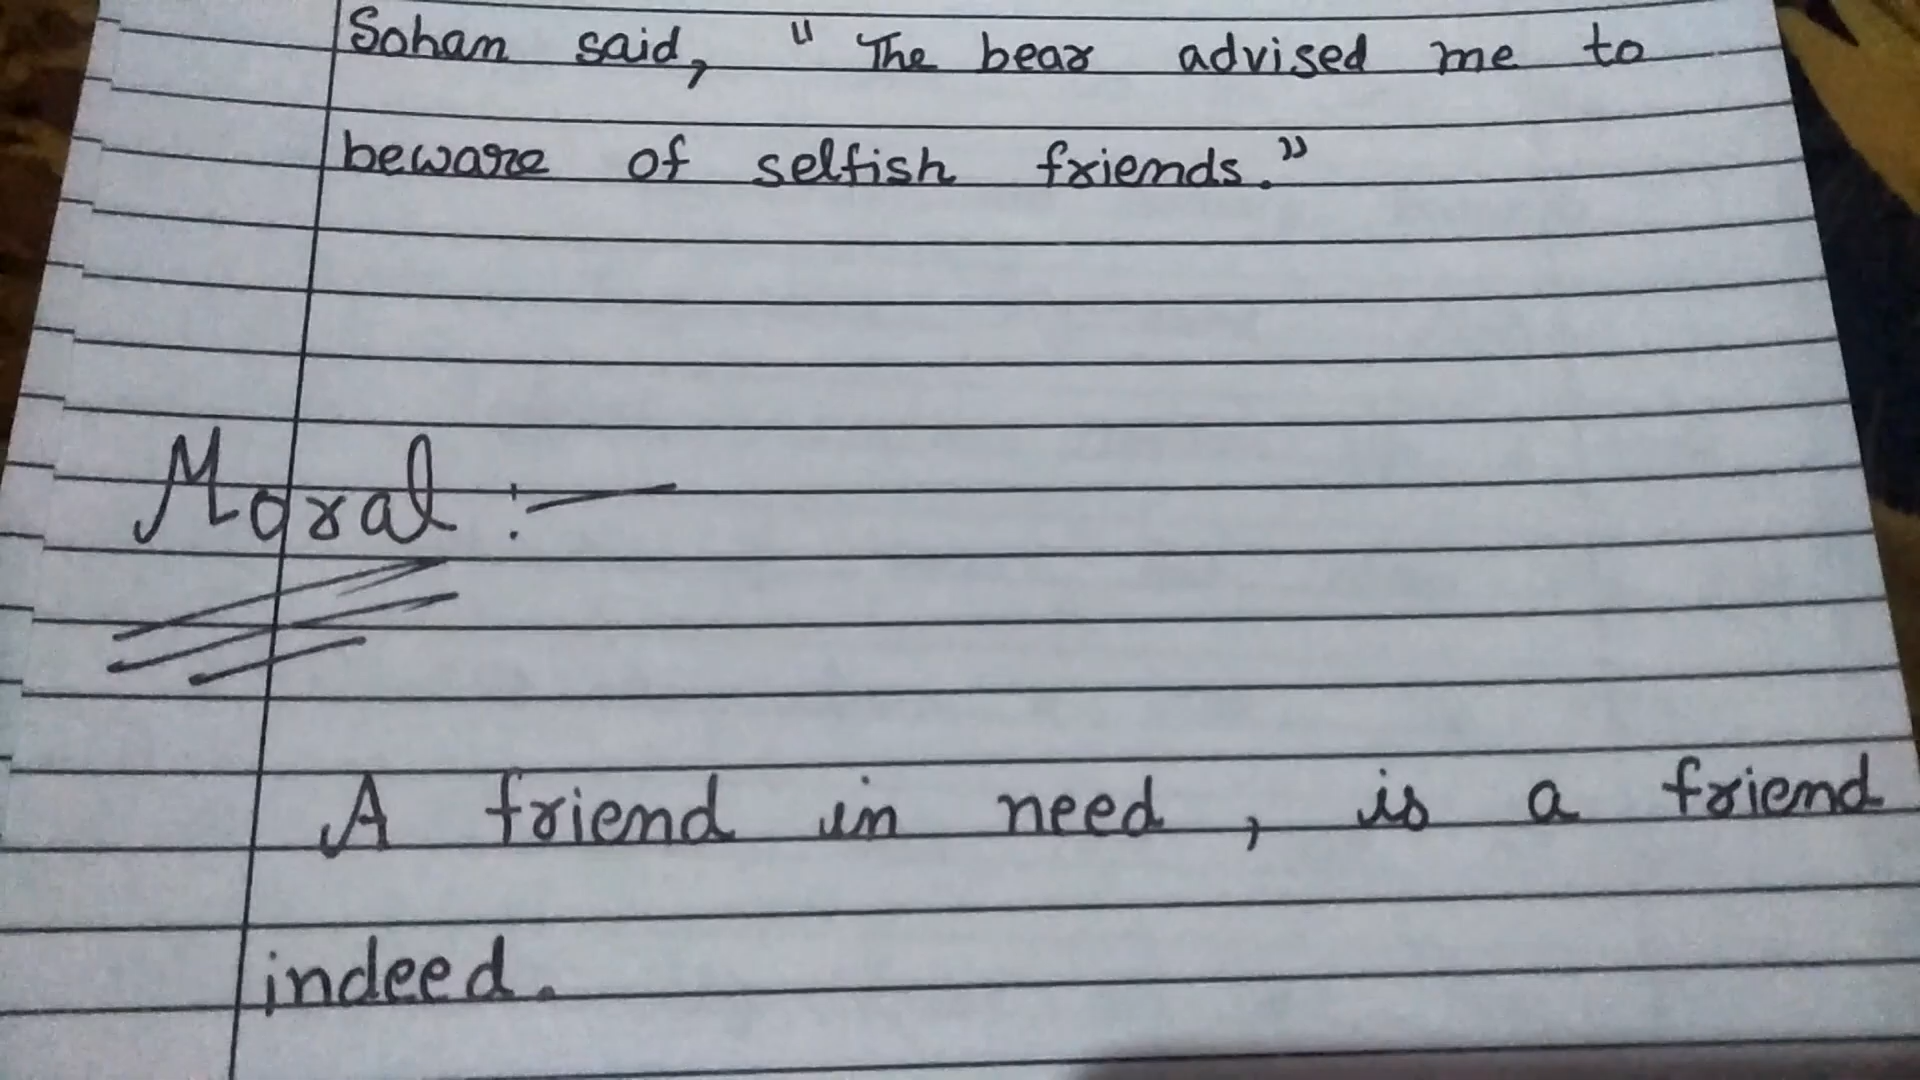 Soham said, " The bear advised me to
beware of selfish friends."
Moral :-
A friend in need , is a friend
indeed.